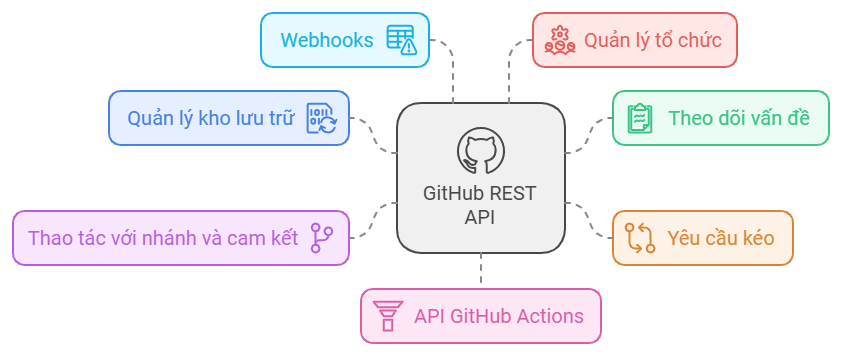 Webhooks
Quản lý tổ chức
Quản lý kho lưu trữ
Theo dõi vấn đề
GitHub REST
API
Thao tác với nhánh và cam kết
Yêu cầu kéo
API GitHub Actions